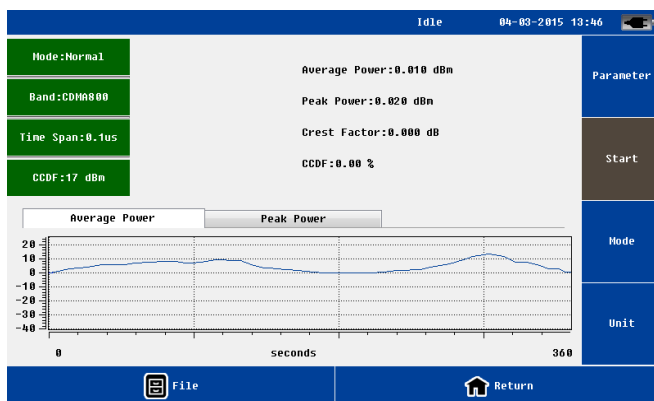 Idle 04-03-2015 13:46
Mode:Normal
Band:CDMA800
Time Span:0.1us
CCDF:17 dBm
Average Power:0.010 dBm
Peak Power:0.020 dBm
Crest Factor:0.000 dB
CCDF:0.00 %
Parameter
Start
Mode
Unit
Average Power Peak Power
20
10
0
-10
-20
-30
-40
0 seconds 360
File Return